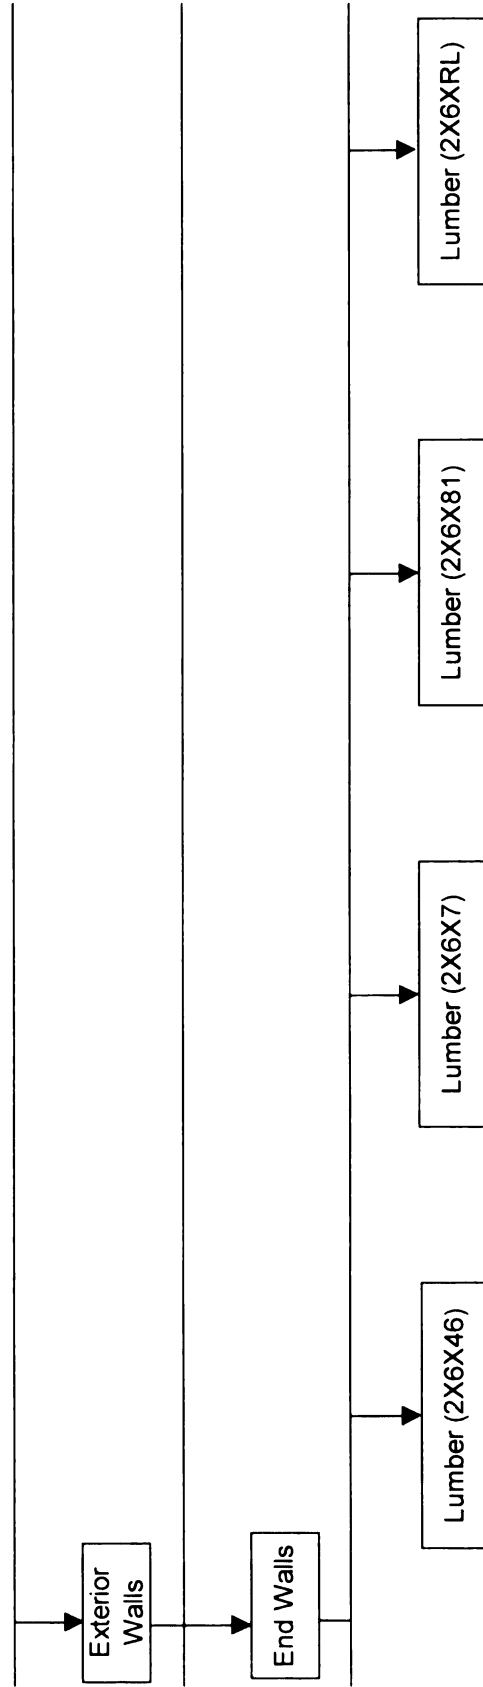 Exterior
Walls
End Walls
Lumber (2X6X46)
Lumber (2X6X7)
Lumber (2X6X81)
Lumber (2X6XRL)